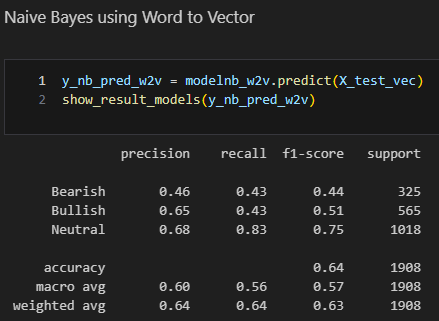 Naive Bayes using Word to Vector
1 y_nb_pred_w2v = modelnb_w2v.predict(X_test_vec)
2 show_result_models(y_nb_pred_w2v)
precision recall f1-score support
Bearish 0.46 0.43 0.44 325
Bullish 0.65 0.43 0.51 565
Neutral 0.68 0.83 0.75 1018
accuracy 0.64 1908
macro avg 0.60 0.56 0.57 1908
weighted avg 0.64 0.64 0.63 1908